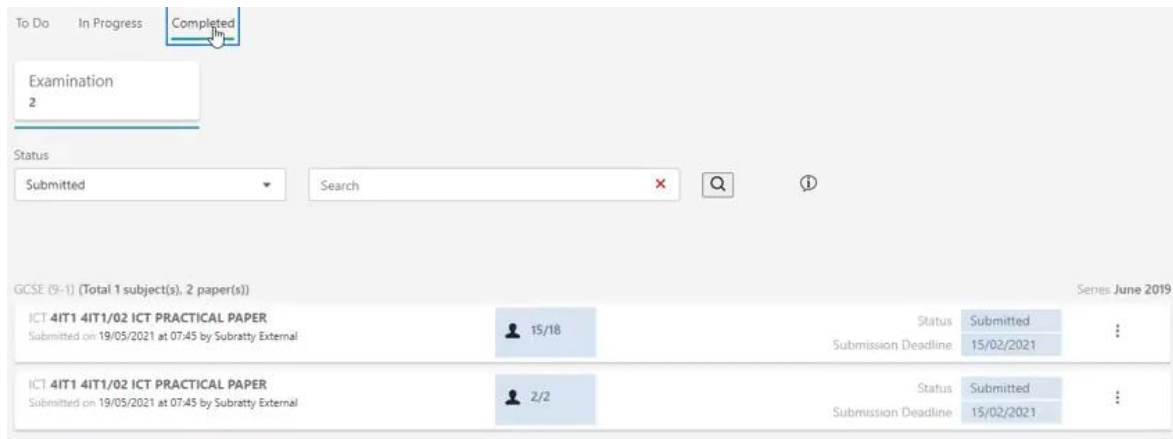 To Do In Progress Completed
Examination
2
Status
Submitted Search
GCSE (9-1) (Total 1 subject(s), 2 paper(s)) Series June 2019
ICT 4IT1 4IT1/02 ICT PRACTICAL PAPER
Submitted on 19/05/2021 at 07:45 by Subratty External
15/18
Status Submitted
Submission Deadline 15/02/2021
ICT 4IT1 4IT1/02 ICT PRACTICAL PAPER
Submitted on 19/05/2021 at 07:45 by Subratty External
2/2
Status Submitted
Submission Deadline 15/02/2021